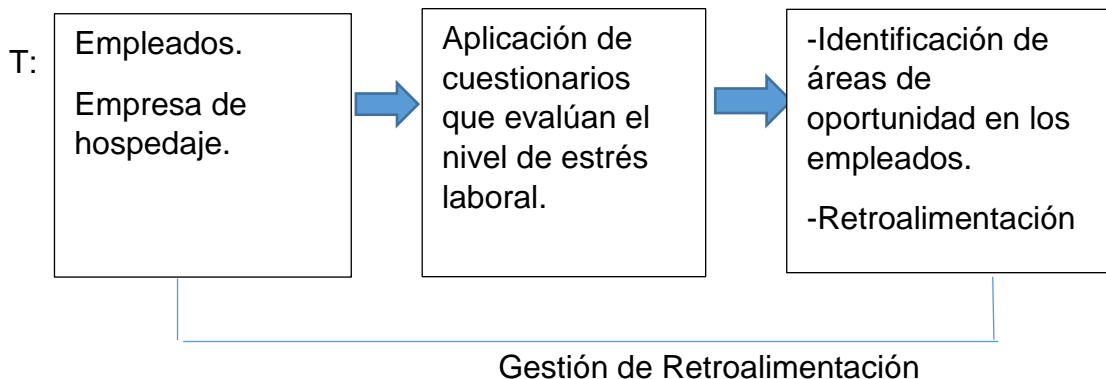 T:
Empleados.
Empresa de
hospedaje.
Aplicación de
cuestionarios
que evalúan el
nivel de estrés
laboral.
-Identificación de
áreas de
oportunidad en los
empleados.
-Retroalimentación
Gestión de Retroalimentación